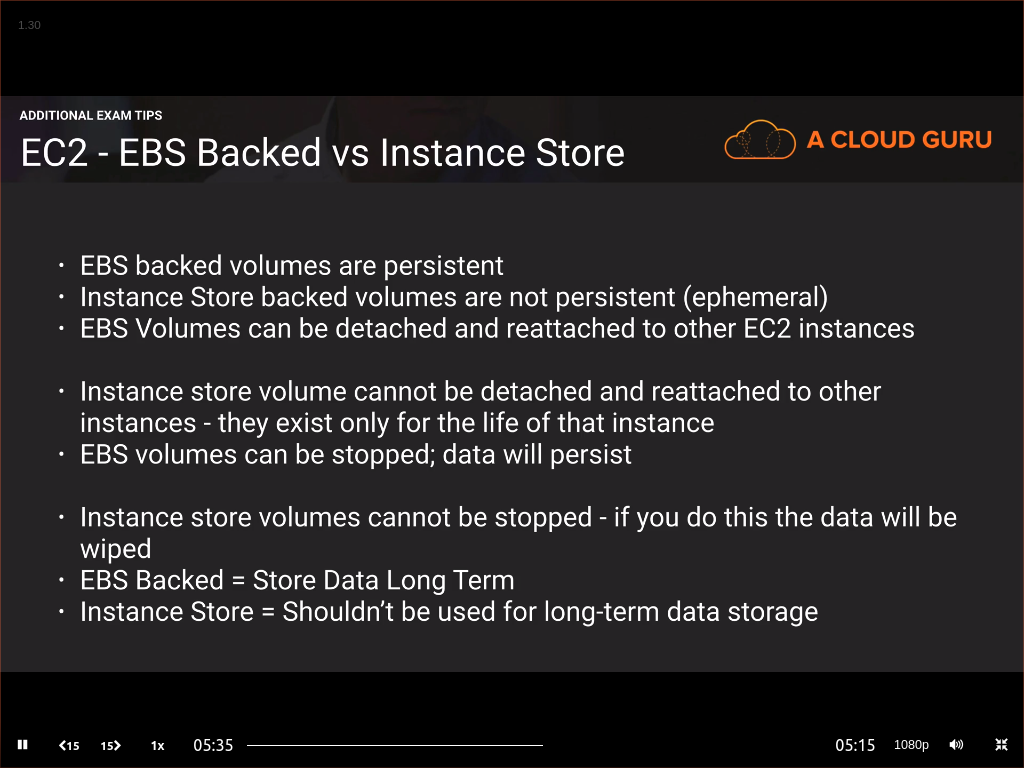 1.30
ADDITIONAL EXAM TIPS
EC2 - EBS Backed vs Instance Store
A CLOUD GURU
· EBS backed volumes are persistent
· Instance Store backed volumes are not persistent (ephemeral)
· EBS Volumes can be detached and reattached to other EC2 instances
· Instance store volume cannot be detached and reattached to other
instances - they exist only for the life of that instance
· EBS volumes can be stopped; data will persist
· Instance store volumes cannot be stopped - if you do this the data will be
wiped
· EBS Backed = Store Data Long Term
· Instance Store = Shouldn’t be used for long-term data storage
15 15 1x 05:35 05:15 1080p